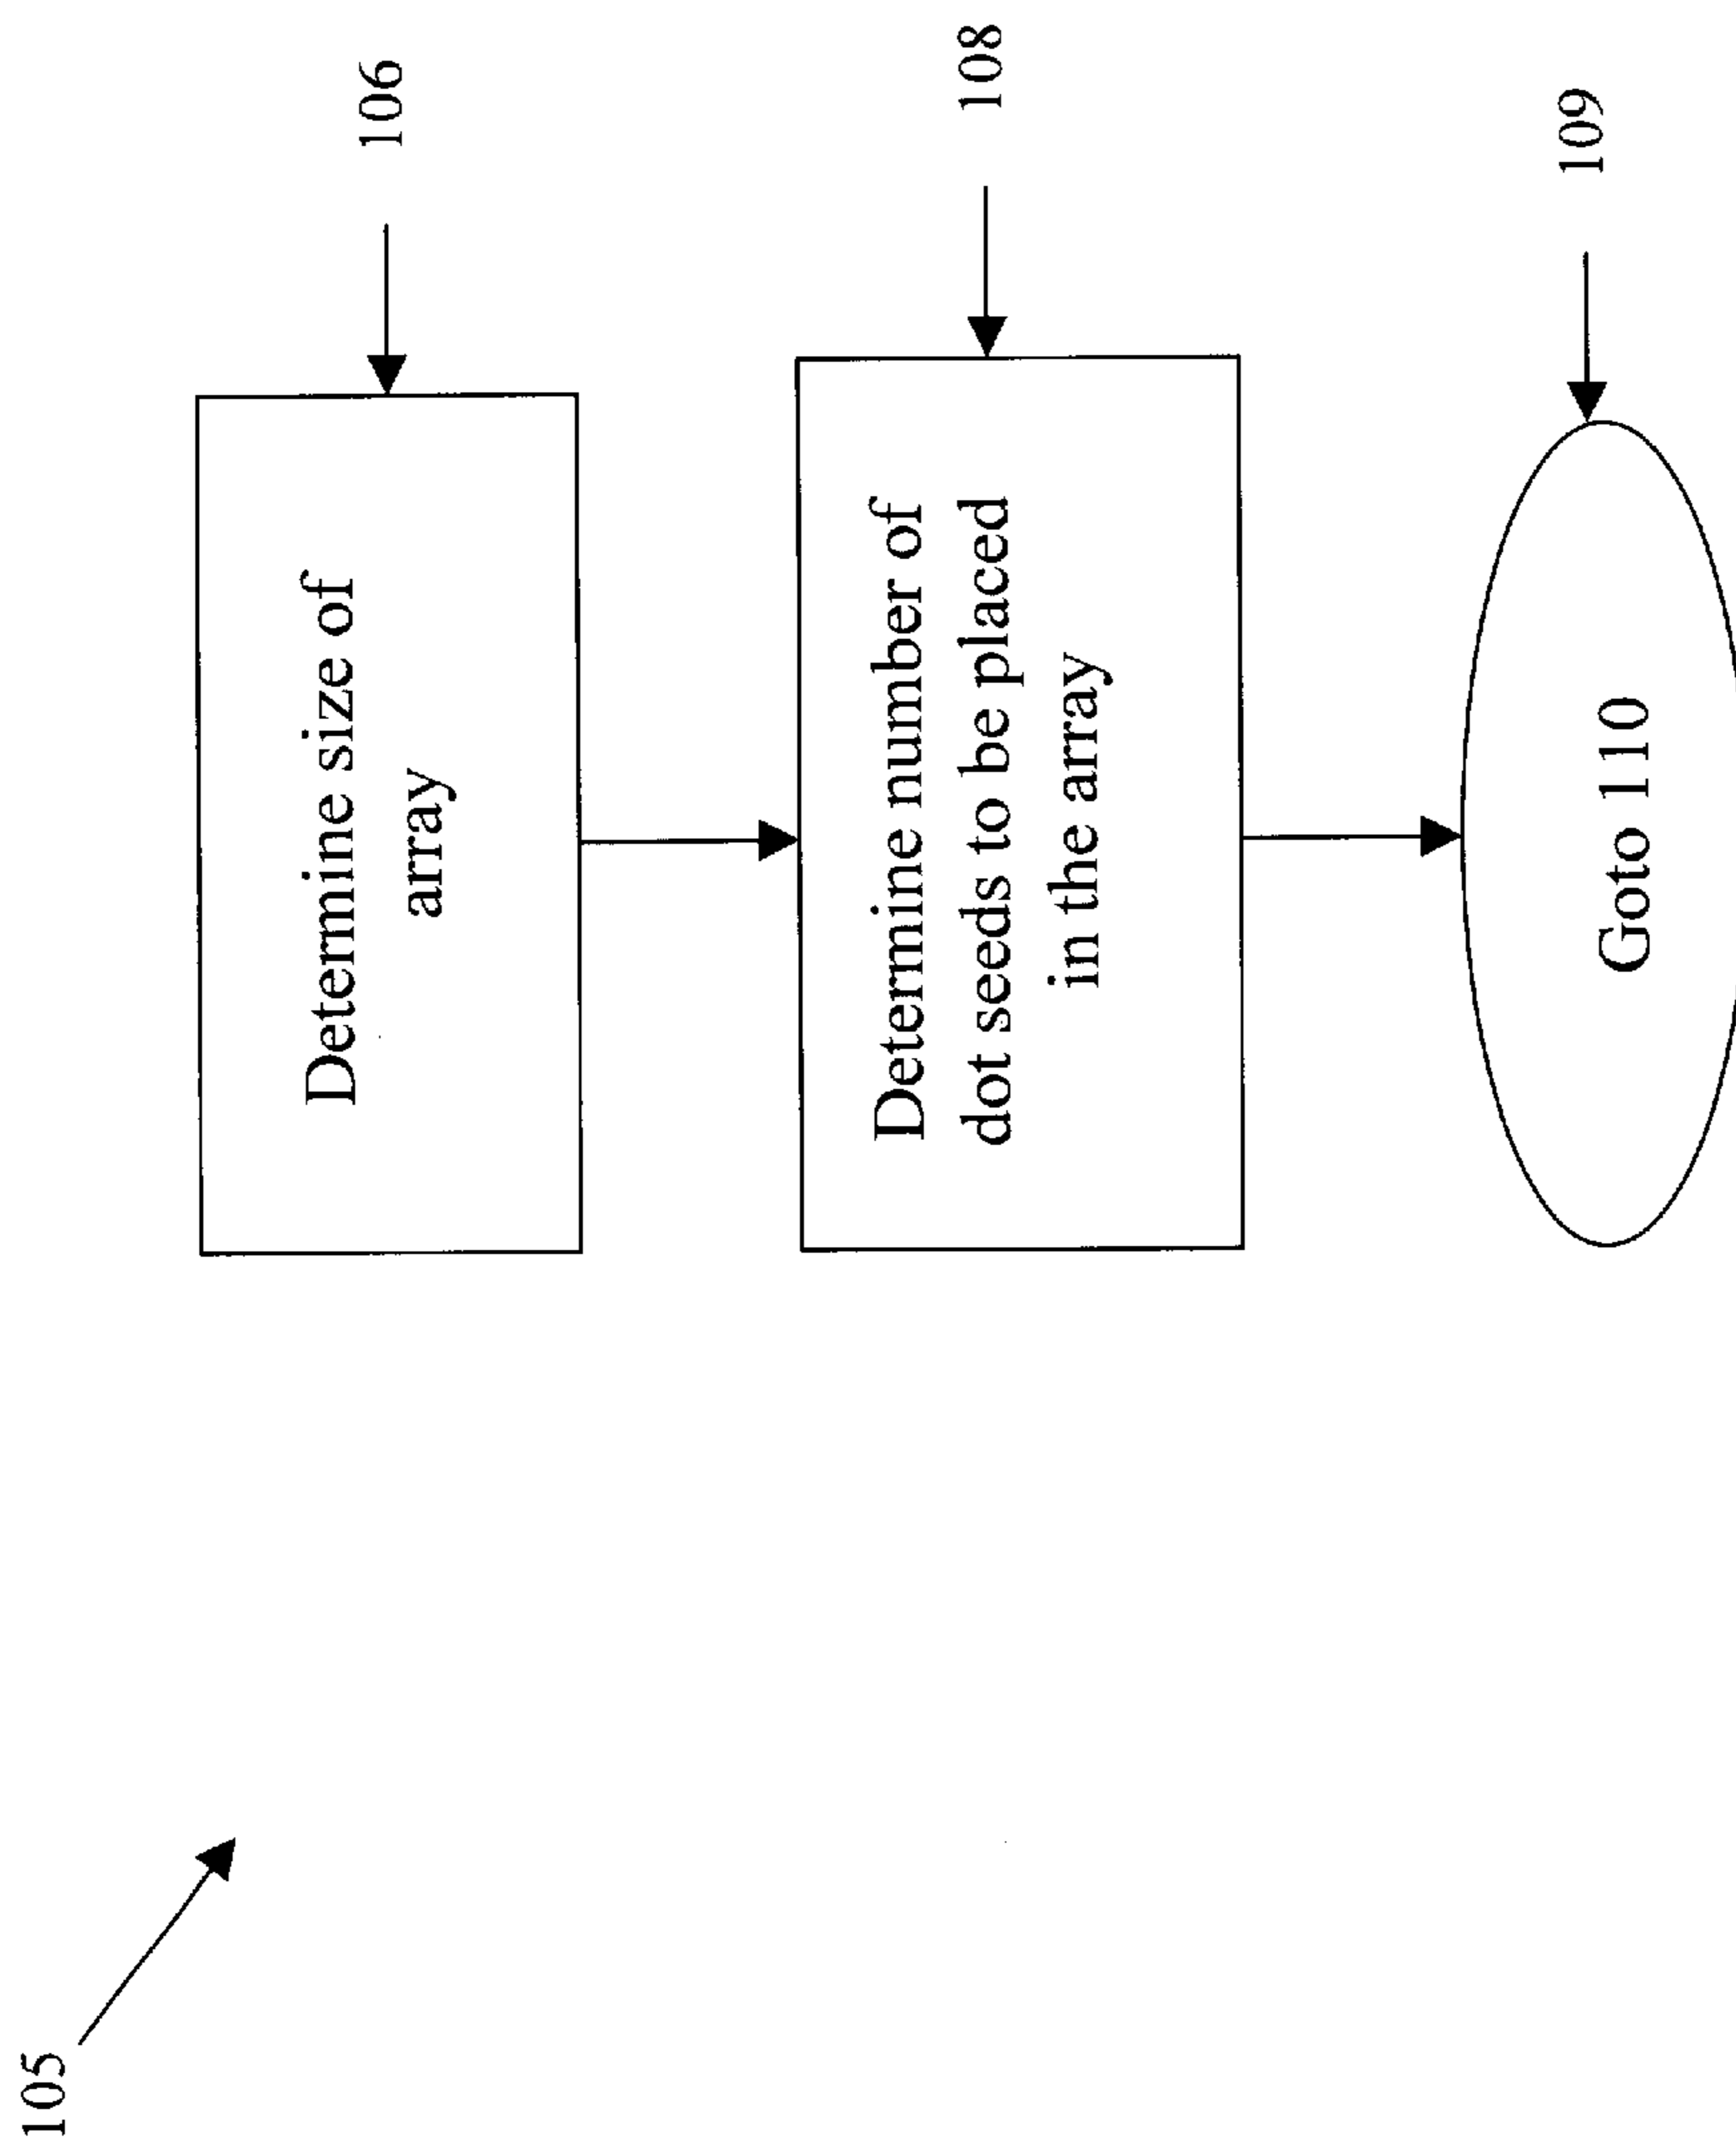 105
Determine size of
array
106
Determine number of
dot seeds to be placed
in the array
108
Goto 110
109